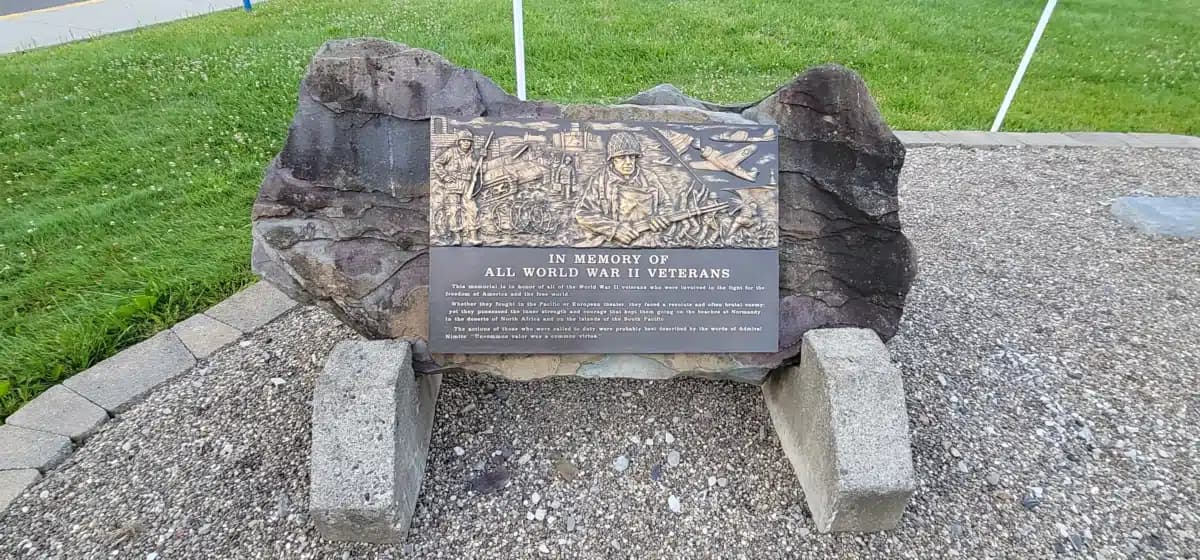 IN MEMORY OF
ALL WORLD WAR II VETERANS
This memorial is in honor of all of the World War II veterans who were involved in the fight for the
freedom of America and the free world.
Whether they fought in the Pacific or European theater, they faced a resolute and often brutal enemy;
yet they possessed the inner strength and courage that kept them going on the beaches at Normandy,
in the deserts of North Africa and on the islands of the South Pacific.
The actions of those who were called to duty were probably best described by the words of Admiral
Nimitz: "Uncommon valor was a common virtue."